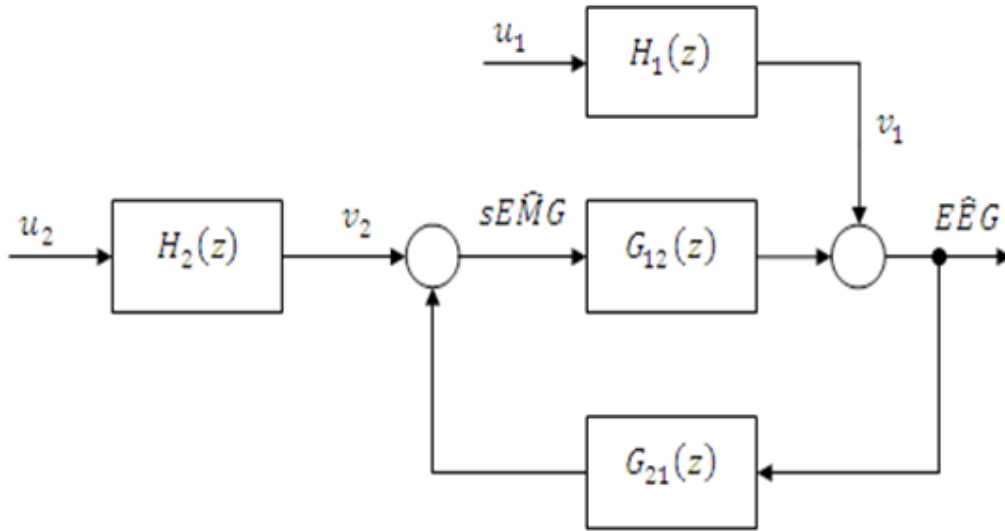 u₁
H₁(z)
v₁
u₂
H₂(z)
v₂
sEM̂G
G₁₂(z)
EÊG
G₂₁(z)